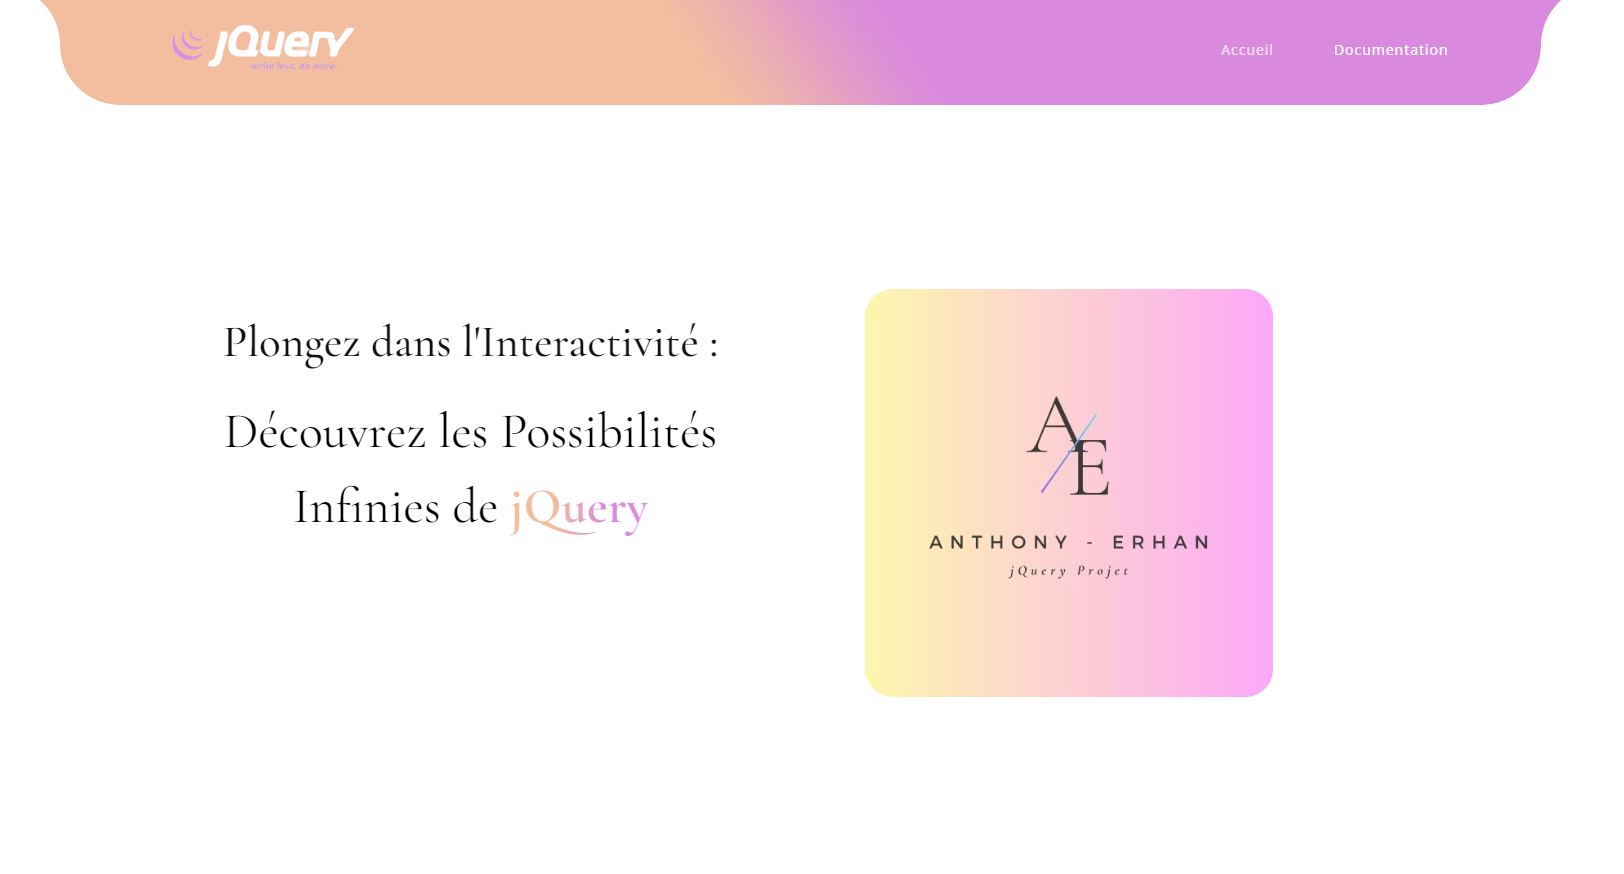 jQuery
write less, do more
Accueil
Documentation
Plongez dans l'Interactivité :
Découvrez les Possibilités
Infinies de jQuery
AE
ANTHONY - ERHAN
jQuery Projet